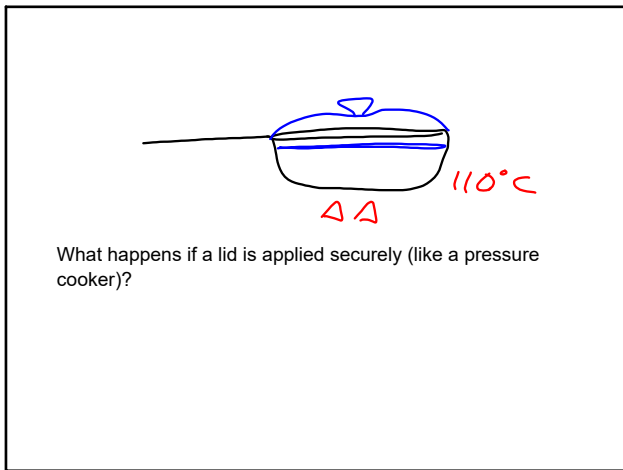 110°C
What happens if a lid is applied securely (like a pressure
cooker)?